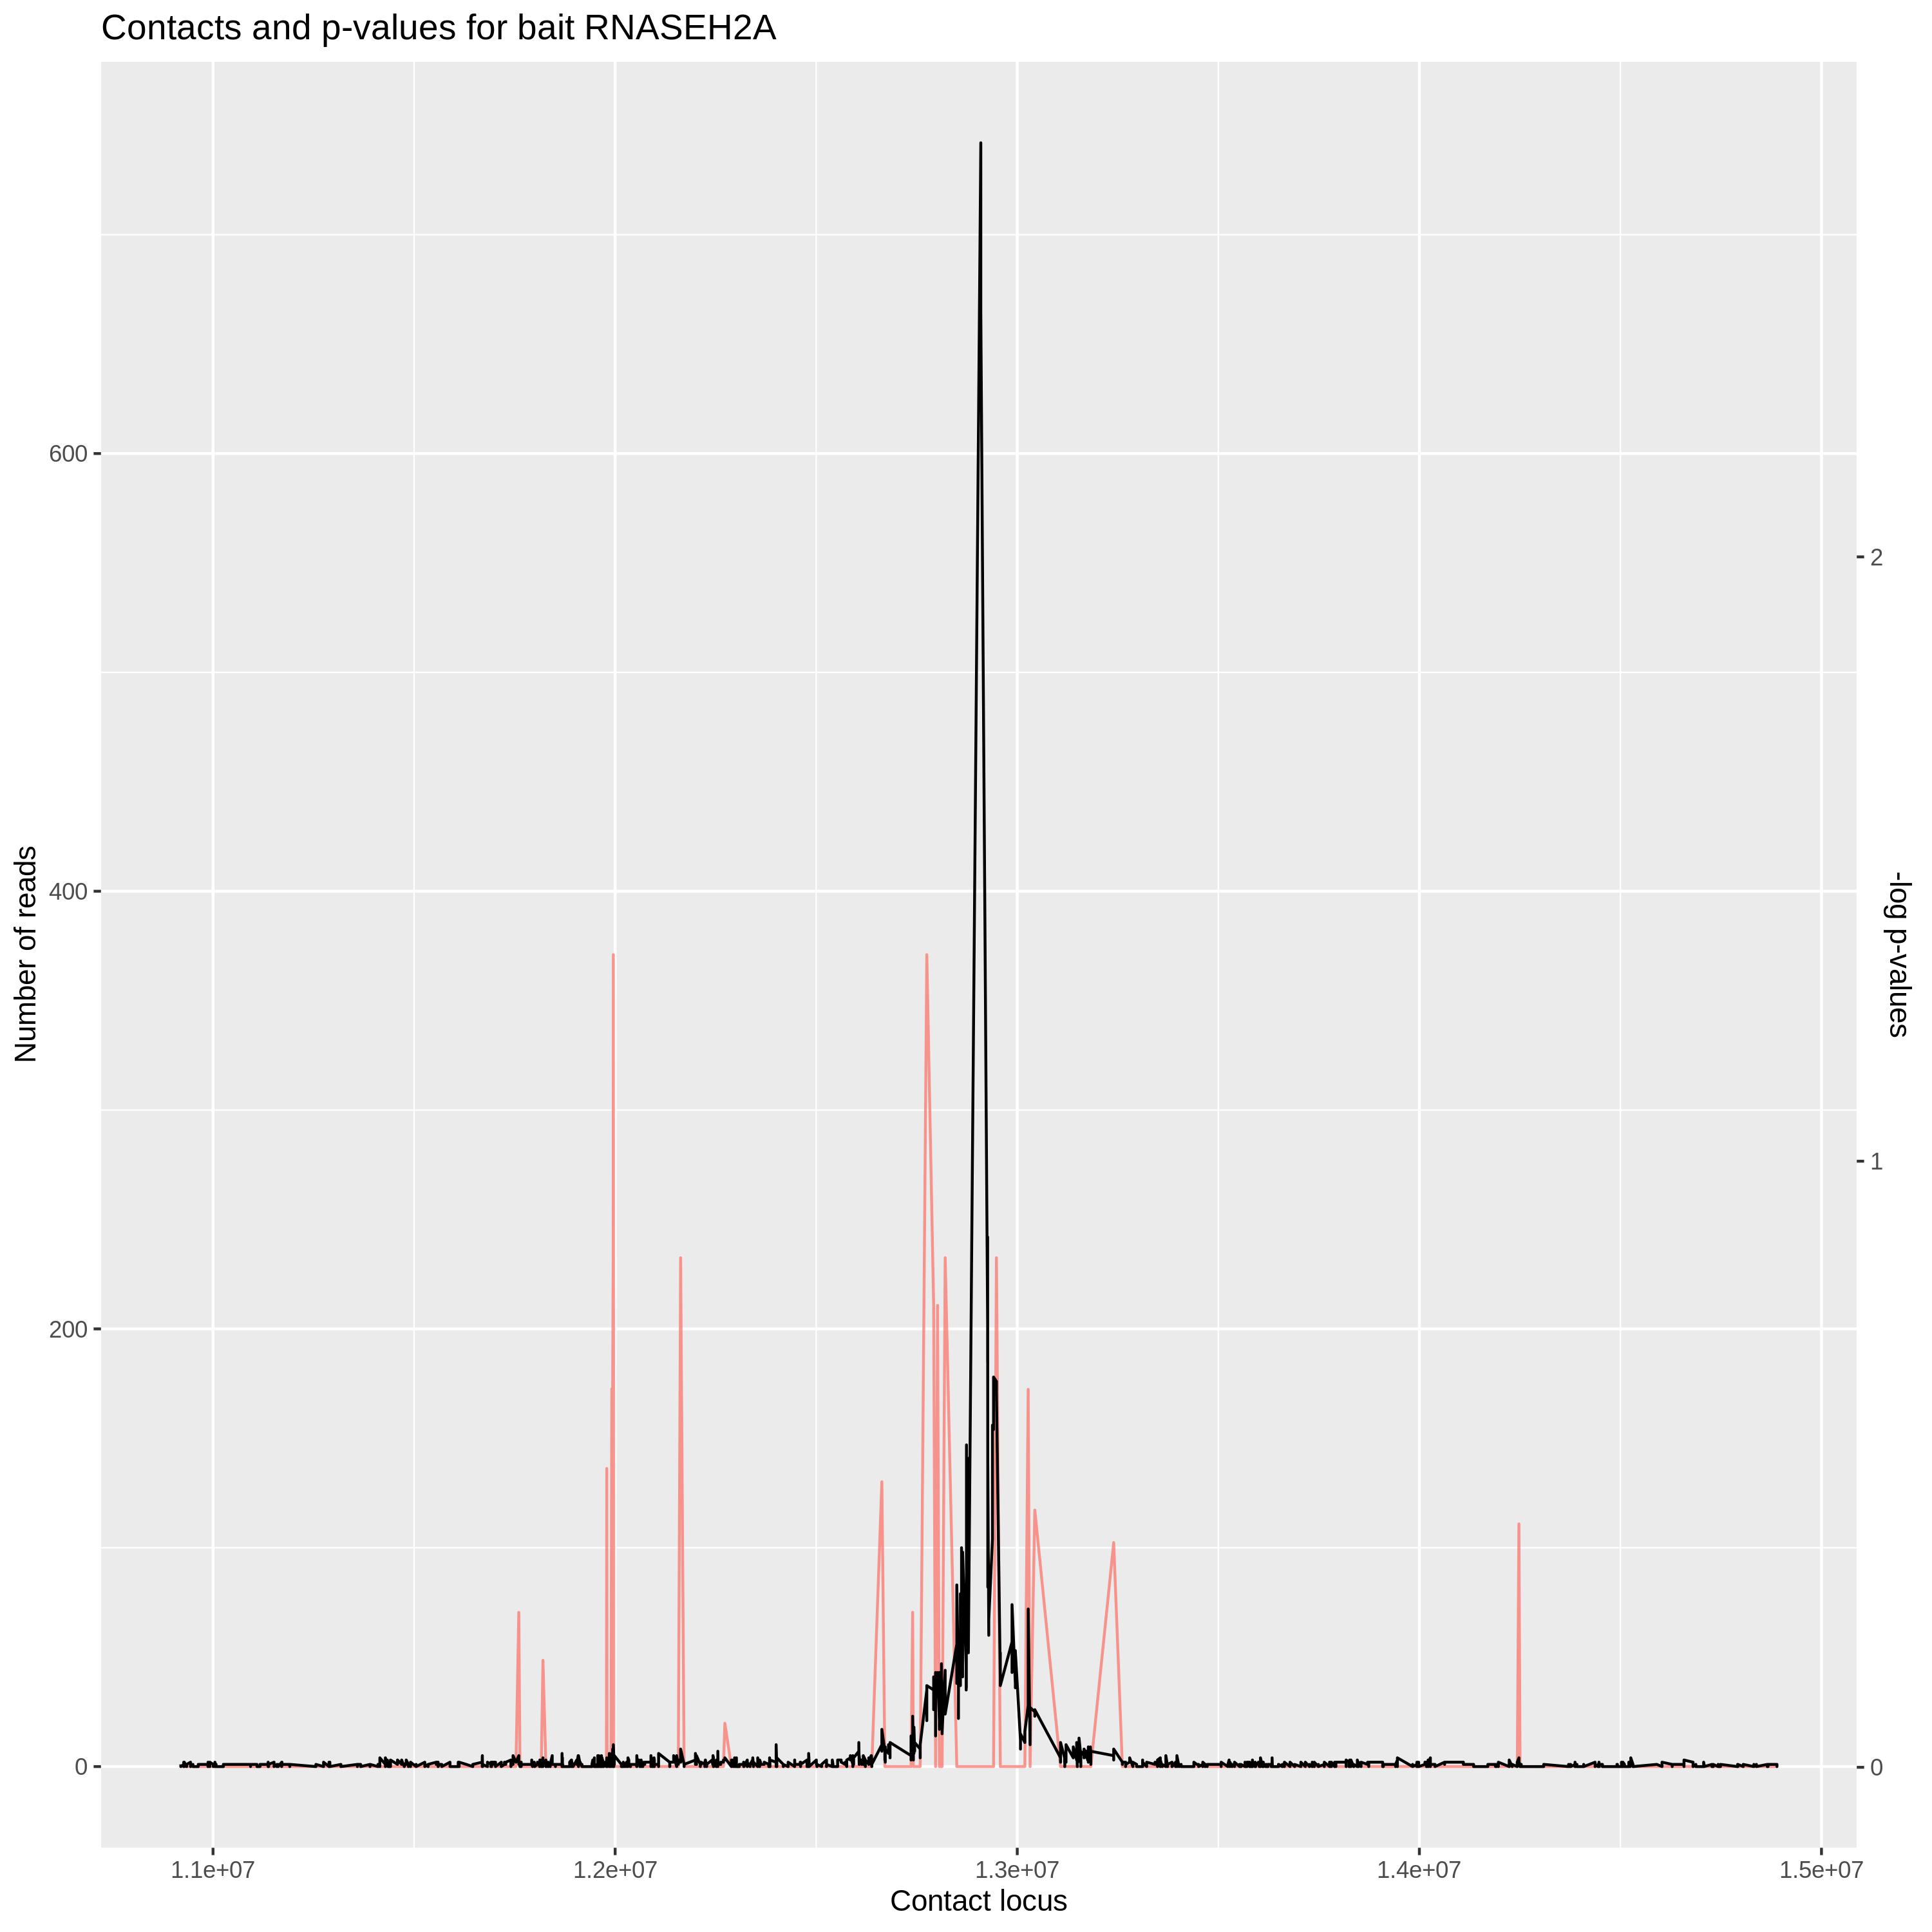 Contacts and p-values for bait RNASEH2A
Number of reads
600
400
200
0
2
1
0
-log p-values
1.1e+07
1.2e+07
1.3e+07
1.4e+07
1.5e+07
Contact locus